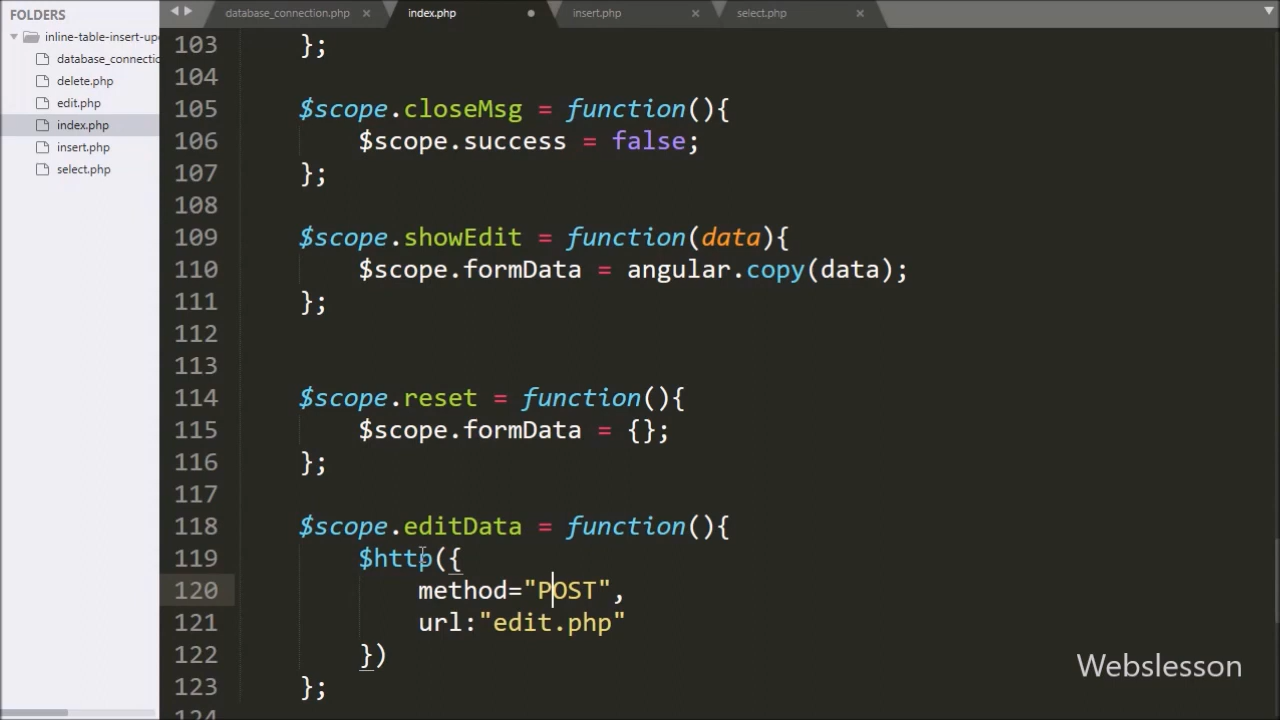 FOLDERS
inline-table-insert-upd
database_connectio
delete.php
edit.php
index.php
insert.php
select.php
database_connection.php
index.php
insert.php
select.php
103 };
104
105 $scope.closeMsg = function(){
106 $scope.success = false;
107 };
108
109 $scope.showEdit = function(data){
110 $scope.formData = angular.copy(data);
111 };
112
113
114 $scope.reset = function(){
115 $scope.formData = {};
116 };
117
118 $scope.editData = function(){
119 $http({
120 method="POST",
121 url:"edit.php"
122 })
123 };
124
Webslesson